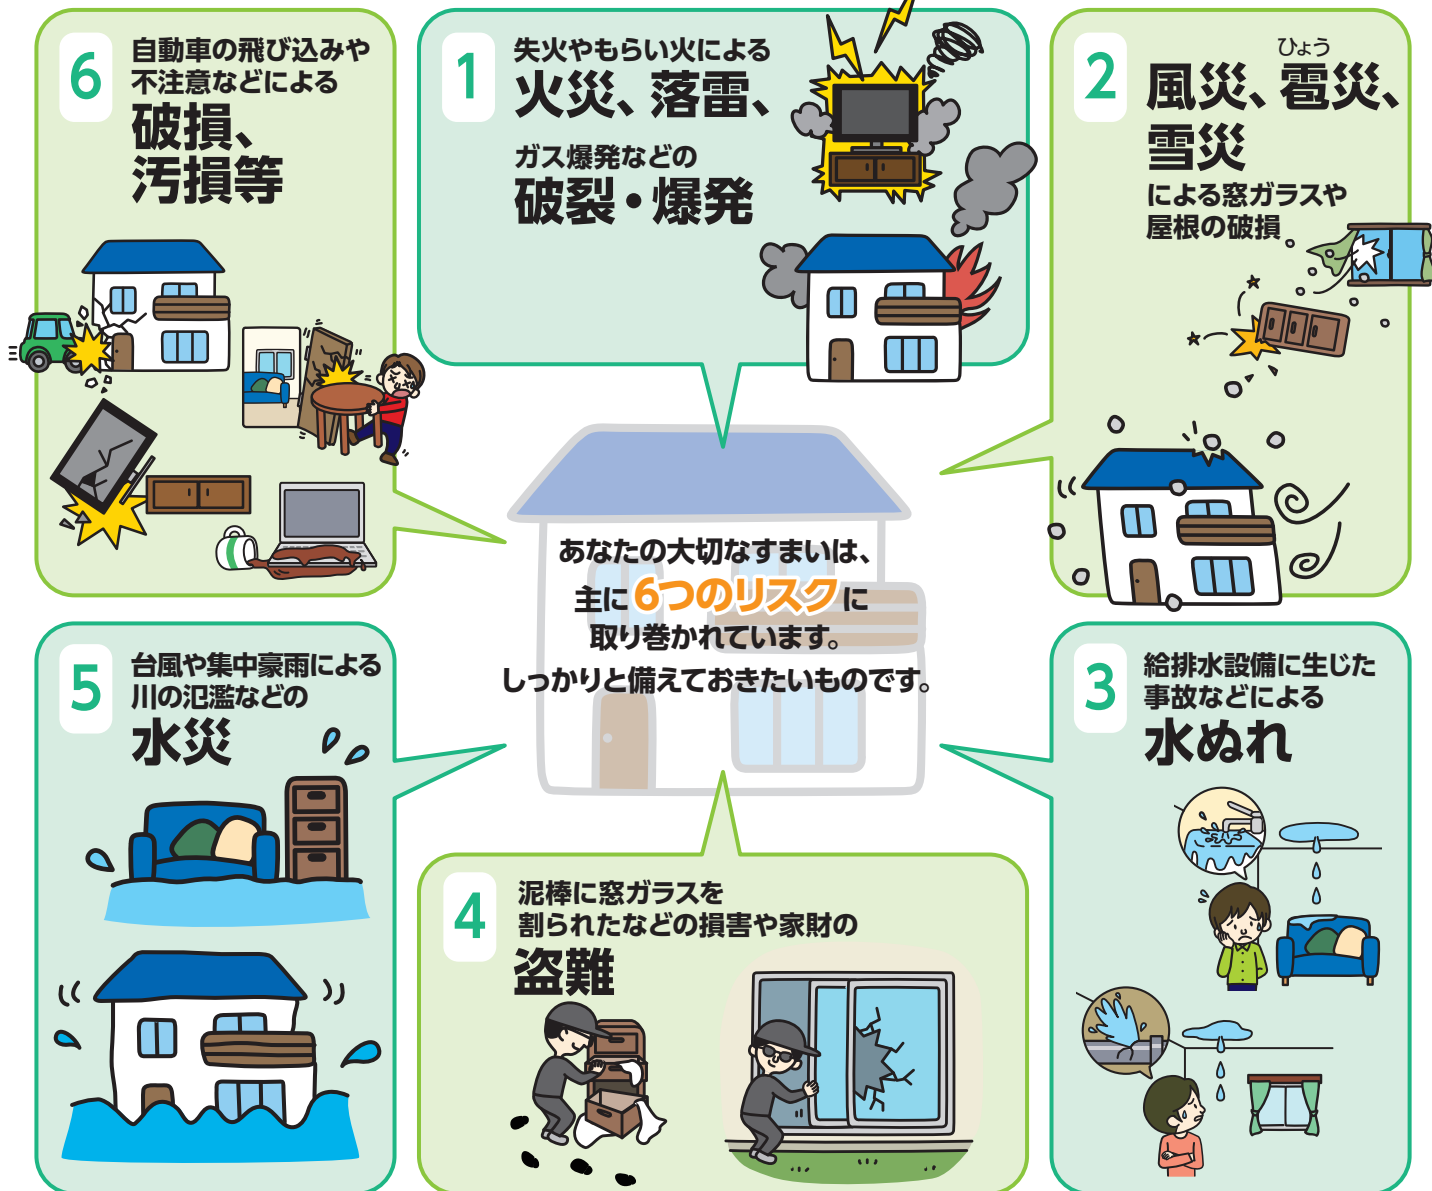 あなたの大切なすまいは、
主に6つのリスクに
取り巻かれています。
しっかりと備えておきたいものです。
1
失火やもらい火による
火災、落雷、
ガス爆発などの
破裂・爆発
2
ひょう
風災、雹災、
雪災
による窓ガラスや
屋根の破損
3
給排水設備に生じた
事故などによる
水ぬれ
4
泥棒に窓ガラスを
割られたなどの損害や家財の
盗難
5
台風や集中豪雨による
川の氾濫などの
水災
6
自動車の飛び込みや
不注意などによる
破損、
汚損等